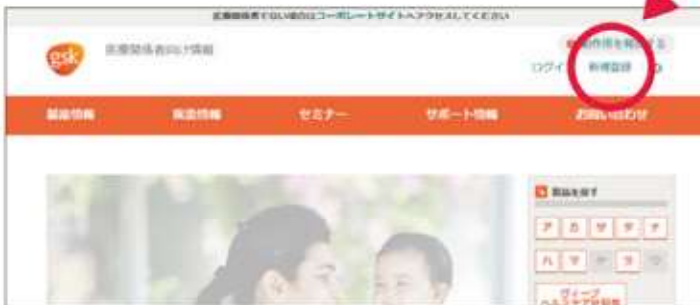 医療関係者でない場合はコーポレートサイトへアクセスしてください
gsk
医療関係者向け情報
新規登録
製品情報
疾患情報
セミナー
サポート情報
お問い合わせ
製品を探す
ア カ サ タ ナ
ハ マ ヤ ラ ワ